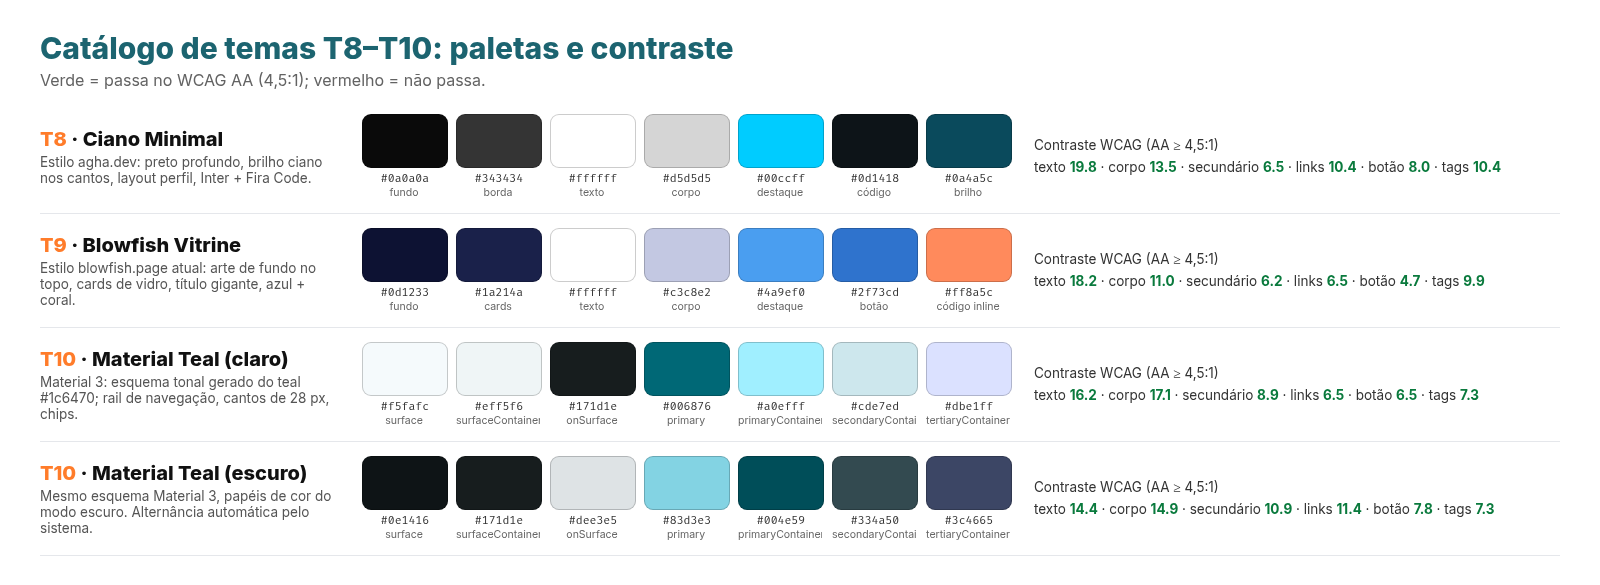 Catálogo de temas T8–T10: paletas e contraste
Verde = passa no WCAG AA (4,5:1); vermelho = não passa.
T8 · Ciano Minimal
Estilo agha.dev: preto profundo, brilho ciano
nos cantos, layout perfil, Inter + Fira Code.
#0a0a0a #343434 #ffffff #d5d5d5 #00ccff #0d1418 #0a4a5c
fundo borda texto corpo destaque código brilho
Contraste WCAG (AA ≥ 4,5:1)
texto 19.8 · corpo 13.5 · secundário 6.5 · links 10.4 · botão 8.0 · tags 10.4
T9 · Blowfish Vitrine
Estilo blowfish.page atual: arte de fundo no
topo, cards de vidro, título gigante, azul +
coral.
#0d1233 #1a214a #ffffff #c3c8e2 #4a9ef0 #2f73cd #ff8a5c
fundo cards texto corpo destaque botão código inline
Contraste WCAG (AA ≥ 4,5:1)
texto 18.2 · corpo 11.0 · secundário 6.2 · links 6.5 · botão 4.7 · tags 9.9
T10 · Material Teal (claro)
Material 3: esquema tonal gerado do teal
#1c6470; rail de navegação, cantos de 28 px,
chips.
#f5fafc #eff5f6 #171d1e #006876 #a0efff #cde7ed #dbe1ff
surface surfaceContainer onSurface primary primaryContainer secondaryContai tertiaryContainer
Contraste WCAG (AA ≥ 4,5:1)
texto 16.2 · corpo 17.1 · secundário 8.9 · links 6.5 · botão 6.5 · tags 7.3
T10 · Material Teal (escuro)
Mesmo esquema Material 3, papéis de cor do
modo escuro. Alternância automática pelo
sistema.
#0e1416 #171d1e #dee3e5 #83d3e3 #004e59 #334a50 #3c4665
surface surfaceContainer onSurface primary primaryContainer secondaryContai tertiaryContainer
Contraste WCAG (AA ≥ 4,5:1)
texto 14.4 · corpo 14.9 · secundário 10.9 · links 11.4 · botão 7.8 · tags 7.3